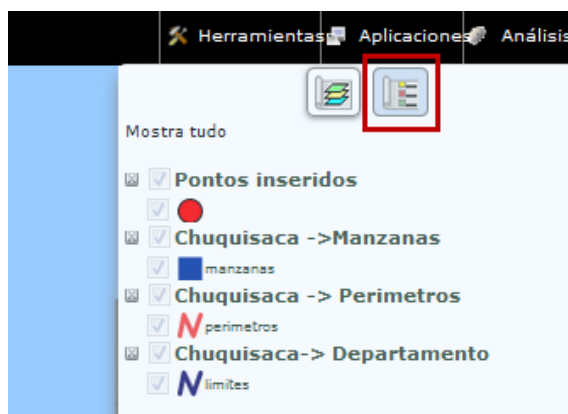 Herramientas Aplicaciones Análisis
Mostra tudo
Pontos inseridos
Chuquisaca ->Manzanas
manzanas
Chuquisaca -> Perimetros
perimetros
Chuquisaca-> Departamento
limites